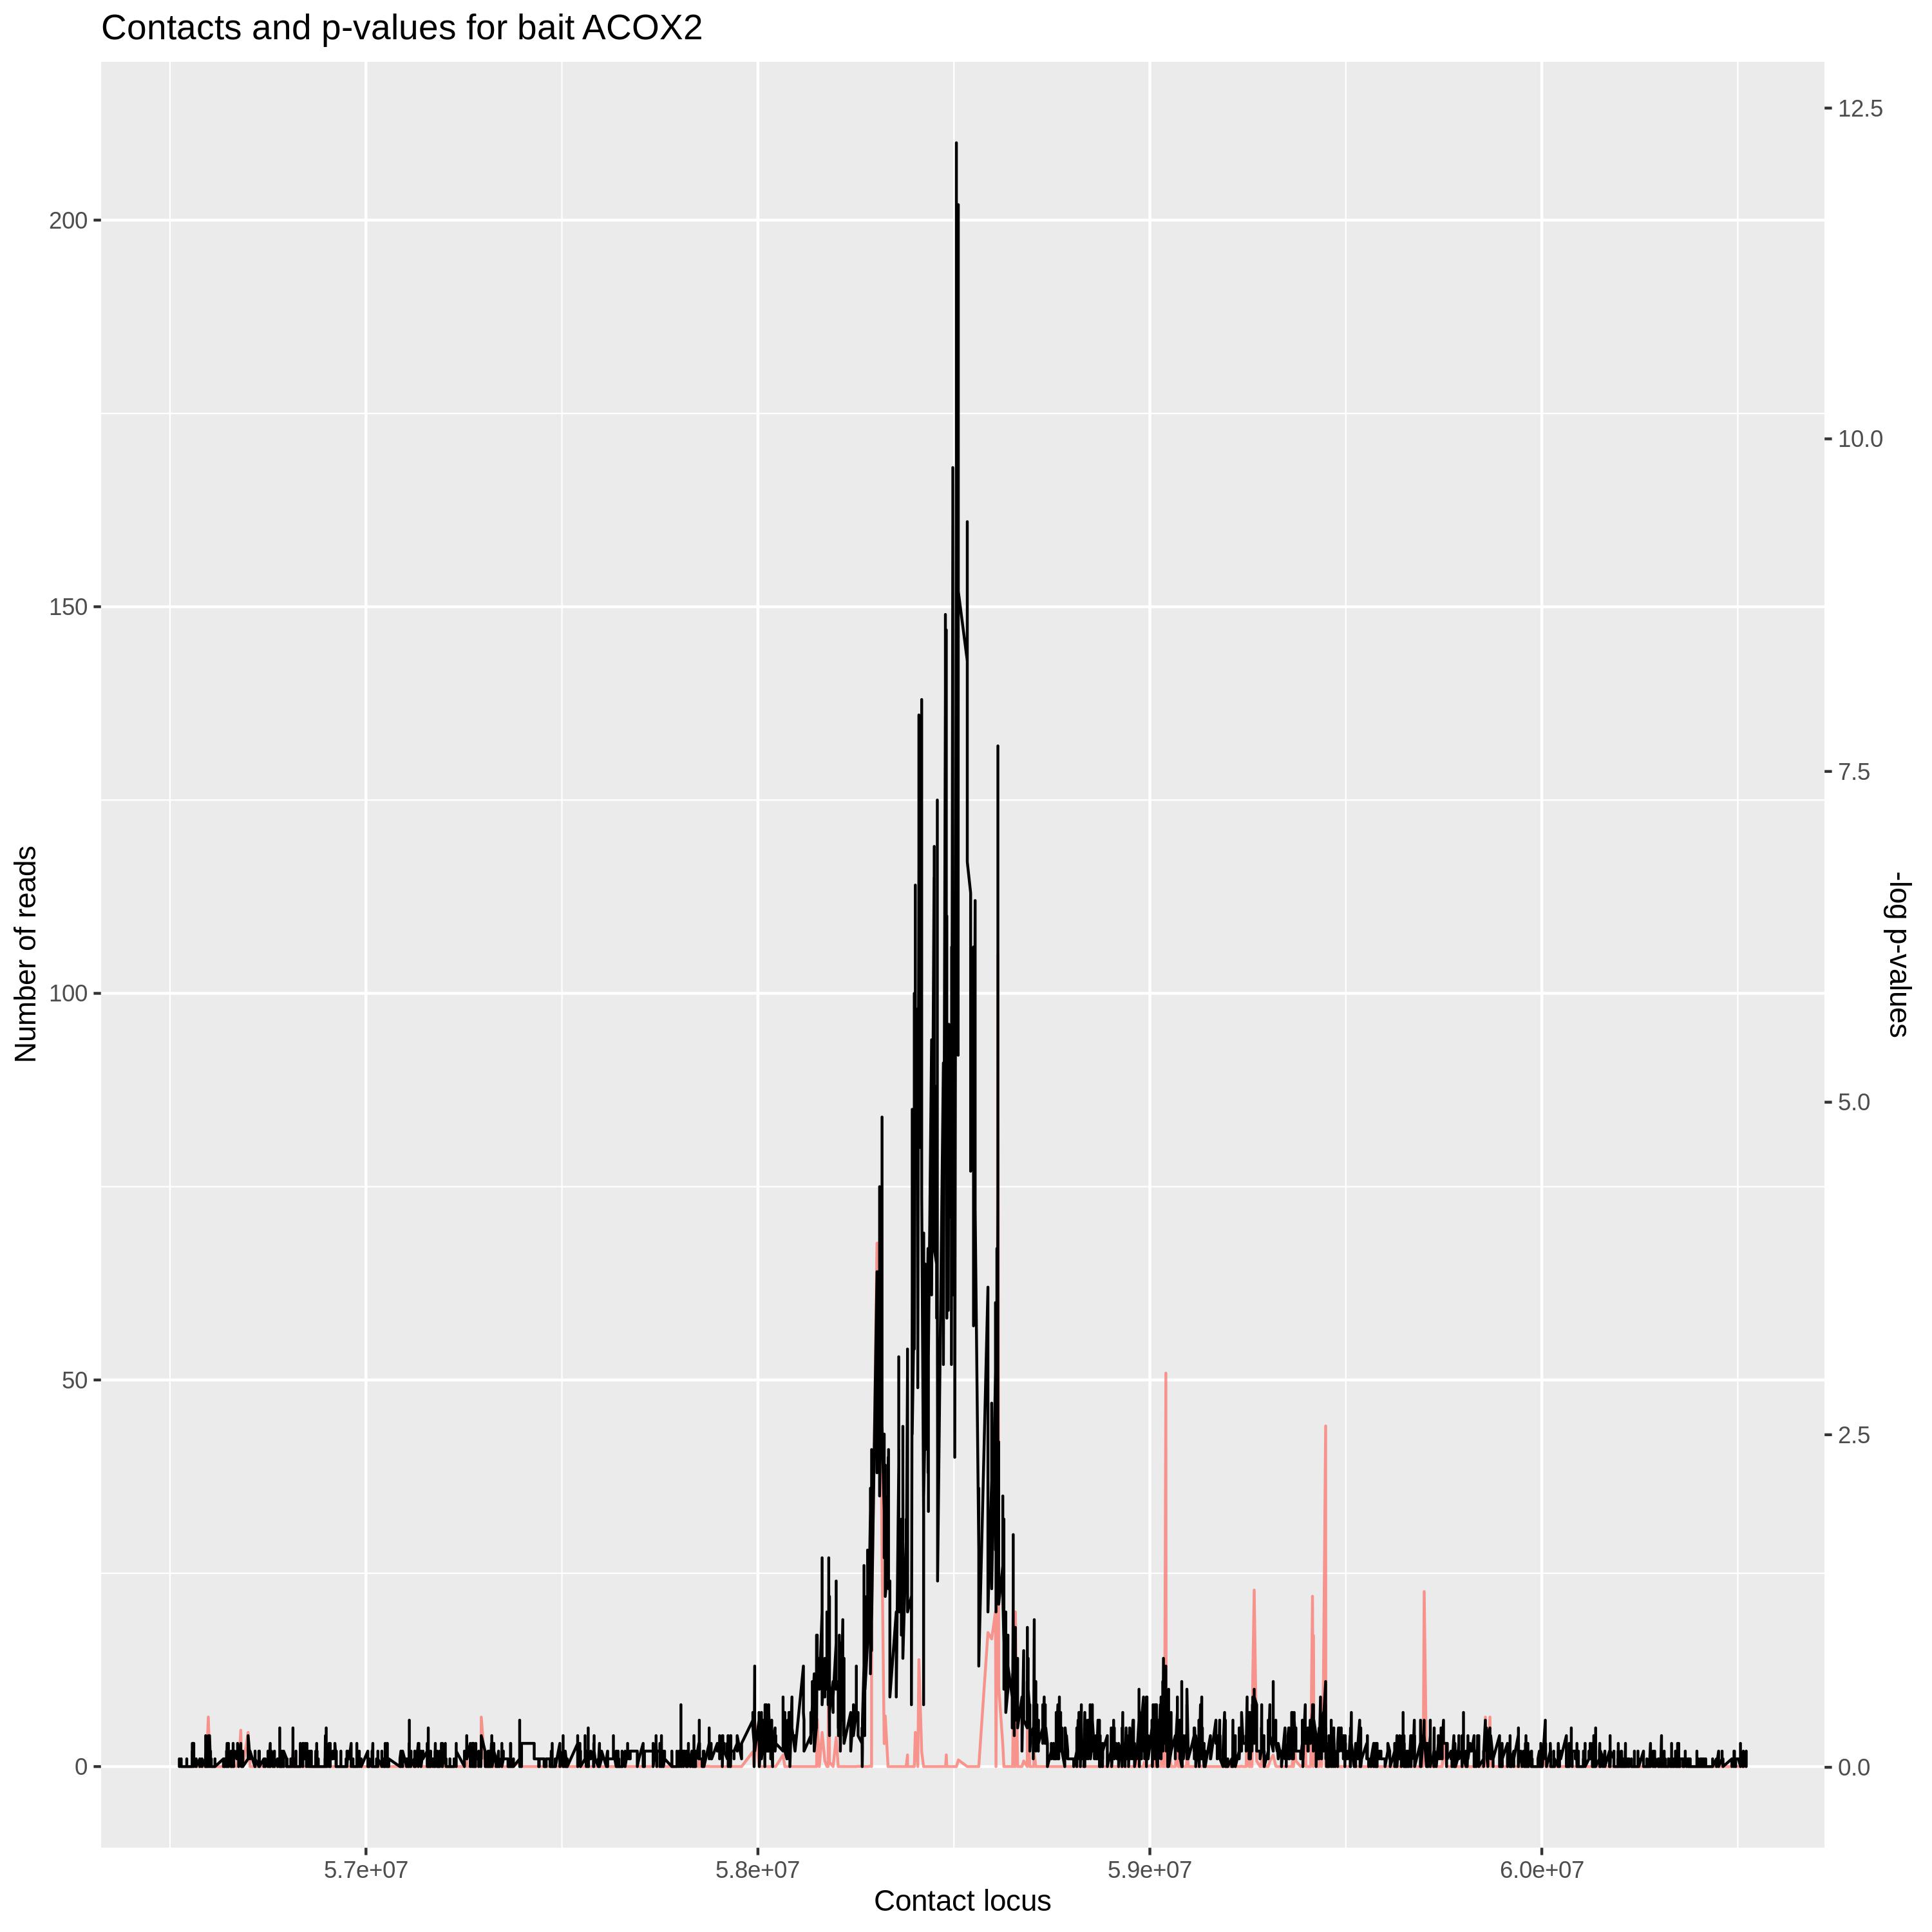 Contacts and p-values for bait ACOX2
200
150
100
50
0
Number of reads
12.5
10.0
7.5
5.0
2.5
0.0
-log p-values
5.7e+07
5.8e+07
5.9e+07
6.0e+07
Contact locus